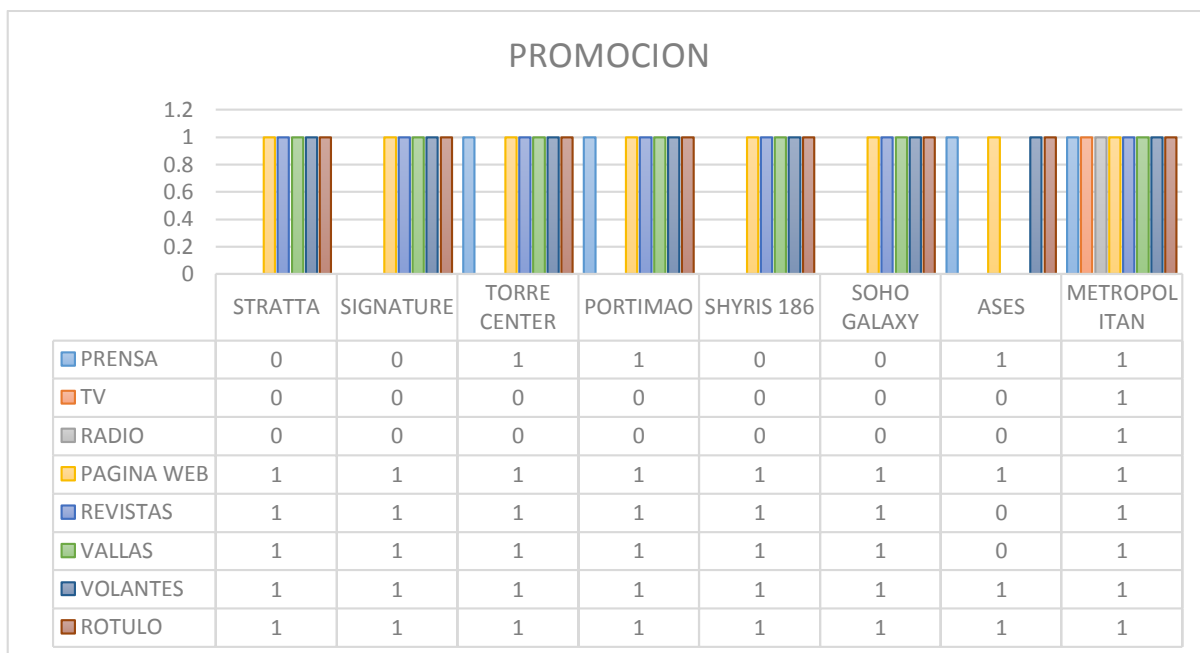 PROMOCION
1.2
1
0.8
0.6
0.4
0.2
0
STRATTA SIGNATURE TORRE CENTER PORTIMAO SHYRIS 186 SOHO GALAXY ASES METROPOL ITAN
PRENSA 0 0 1 1 0 0 1 1
TV 0 0 0 0 0 0 0 1
RADIO 0 0 0 0 0 0 0 1
PAGINA WEB 1 1 1 1 1 1 1 1
REVISTAS 1 1 1 1 1 1 0 1
VALLAS 1 1 1 1 1 1 0 1
VOLANTES 1 1 1 1 1 1 1 1
ROTULO 1 1 1 1 1 1 1 1